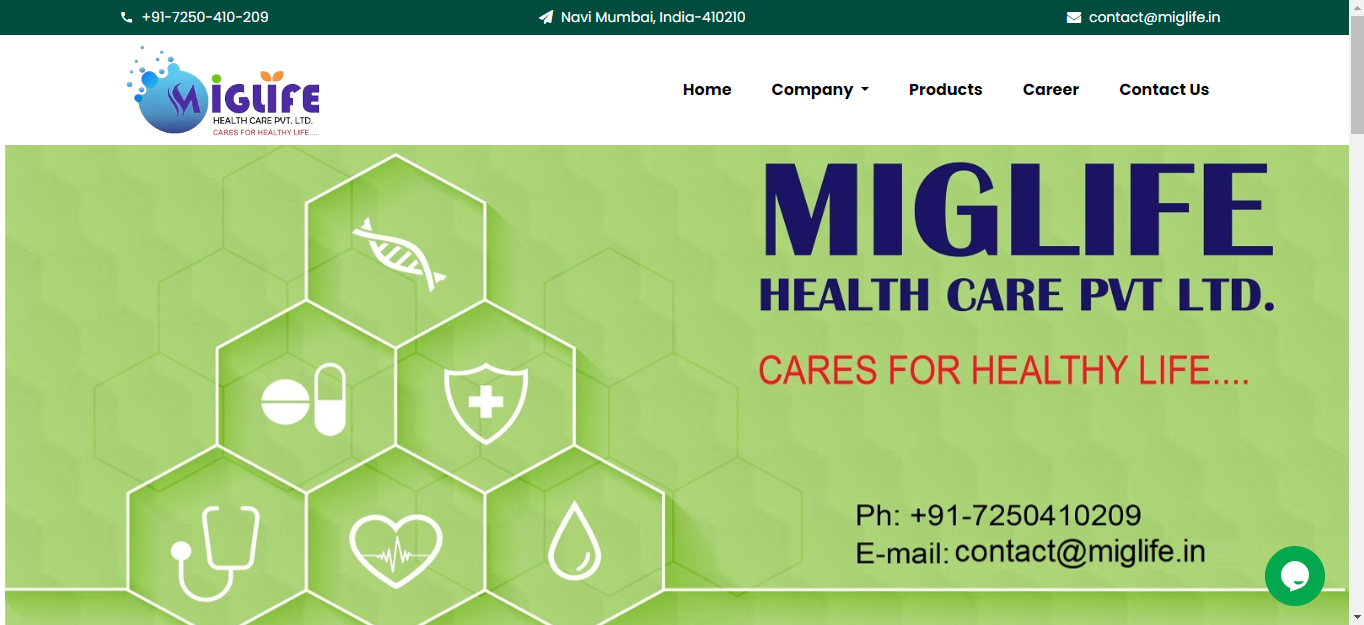 +91-7250-410-209 Navi Mumbai, India-410210 contact@miglife.in
MIGLIFE
HEALTH CARE PVT. LTD.
CARES FOR HEALTHY LIFE.....
Home Company Products Career Contact Us
MIGLIFE
HEALTH CARE PVT LTD.
CARES FOR HEALTHY LIFE....
Ph: +91-7250410209
E-mail: contact@miglife.in